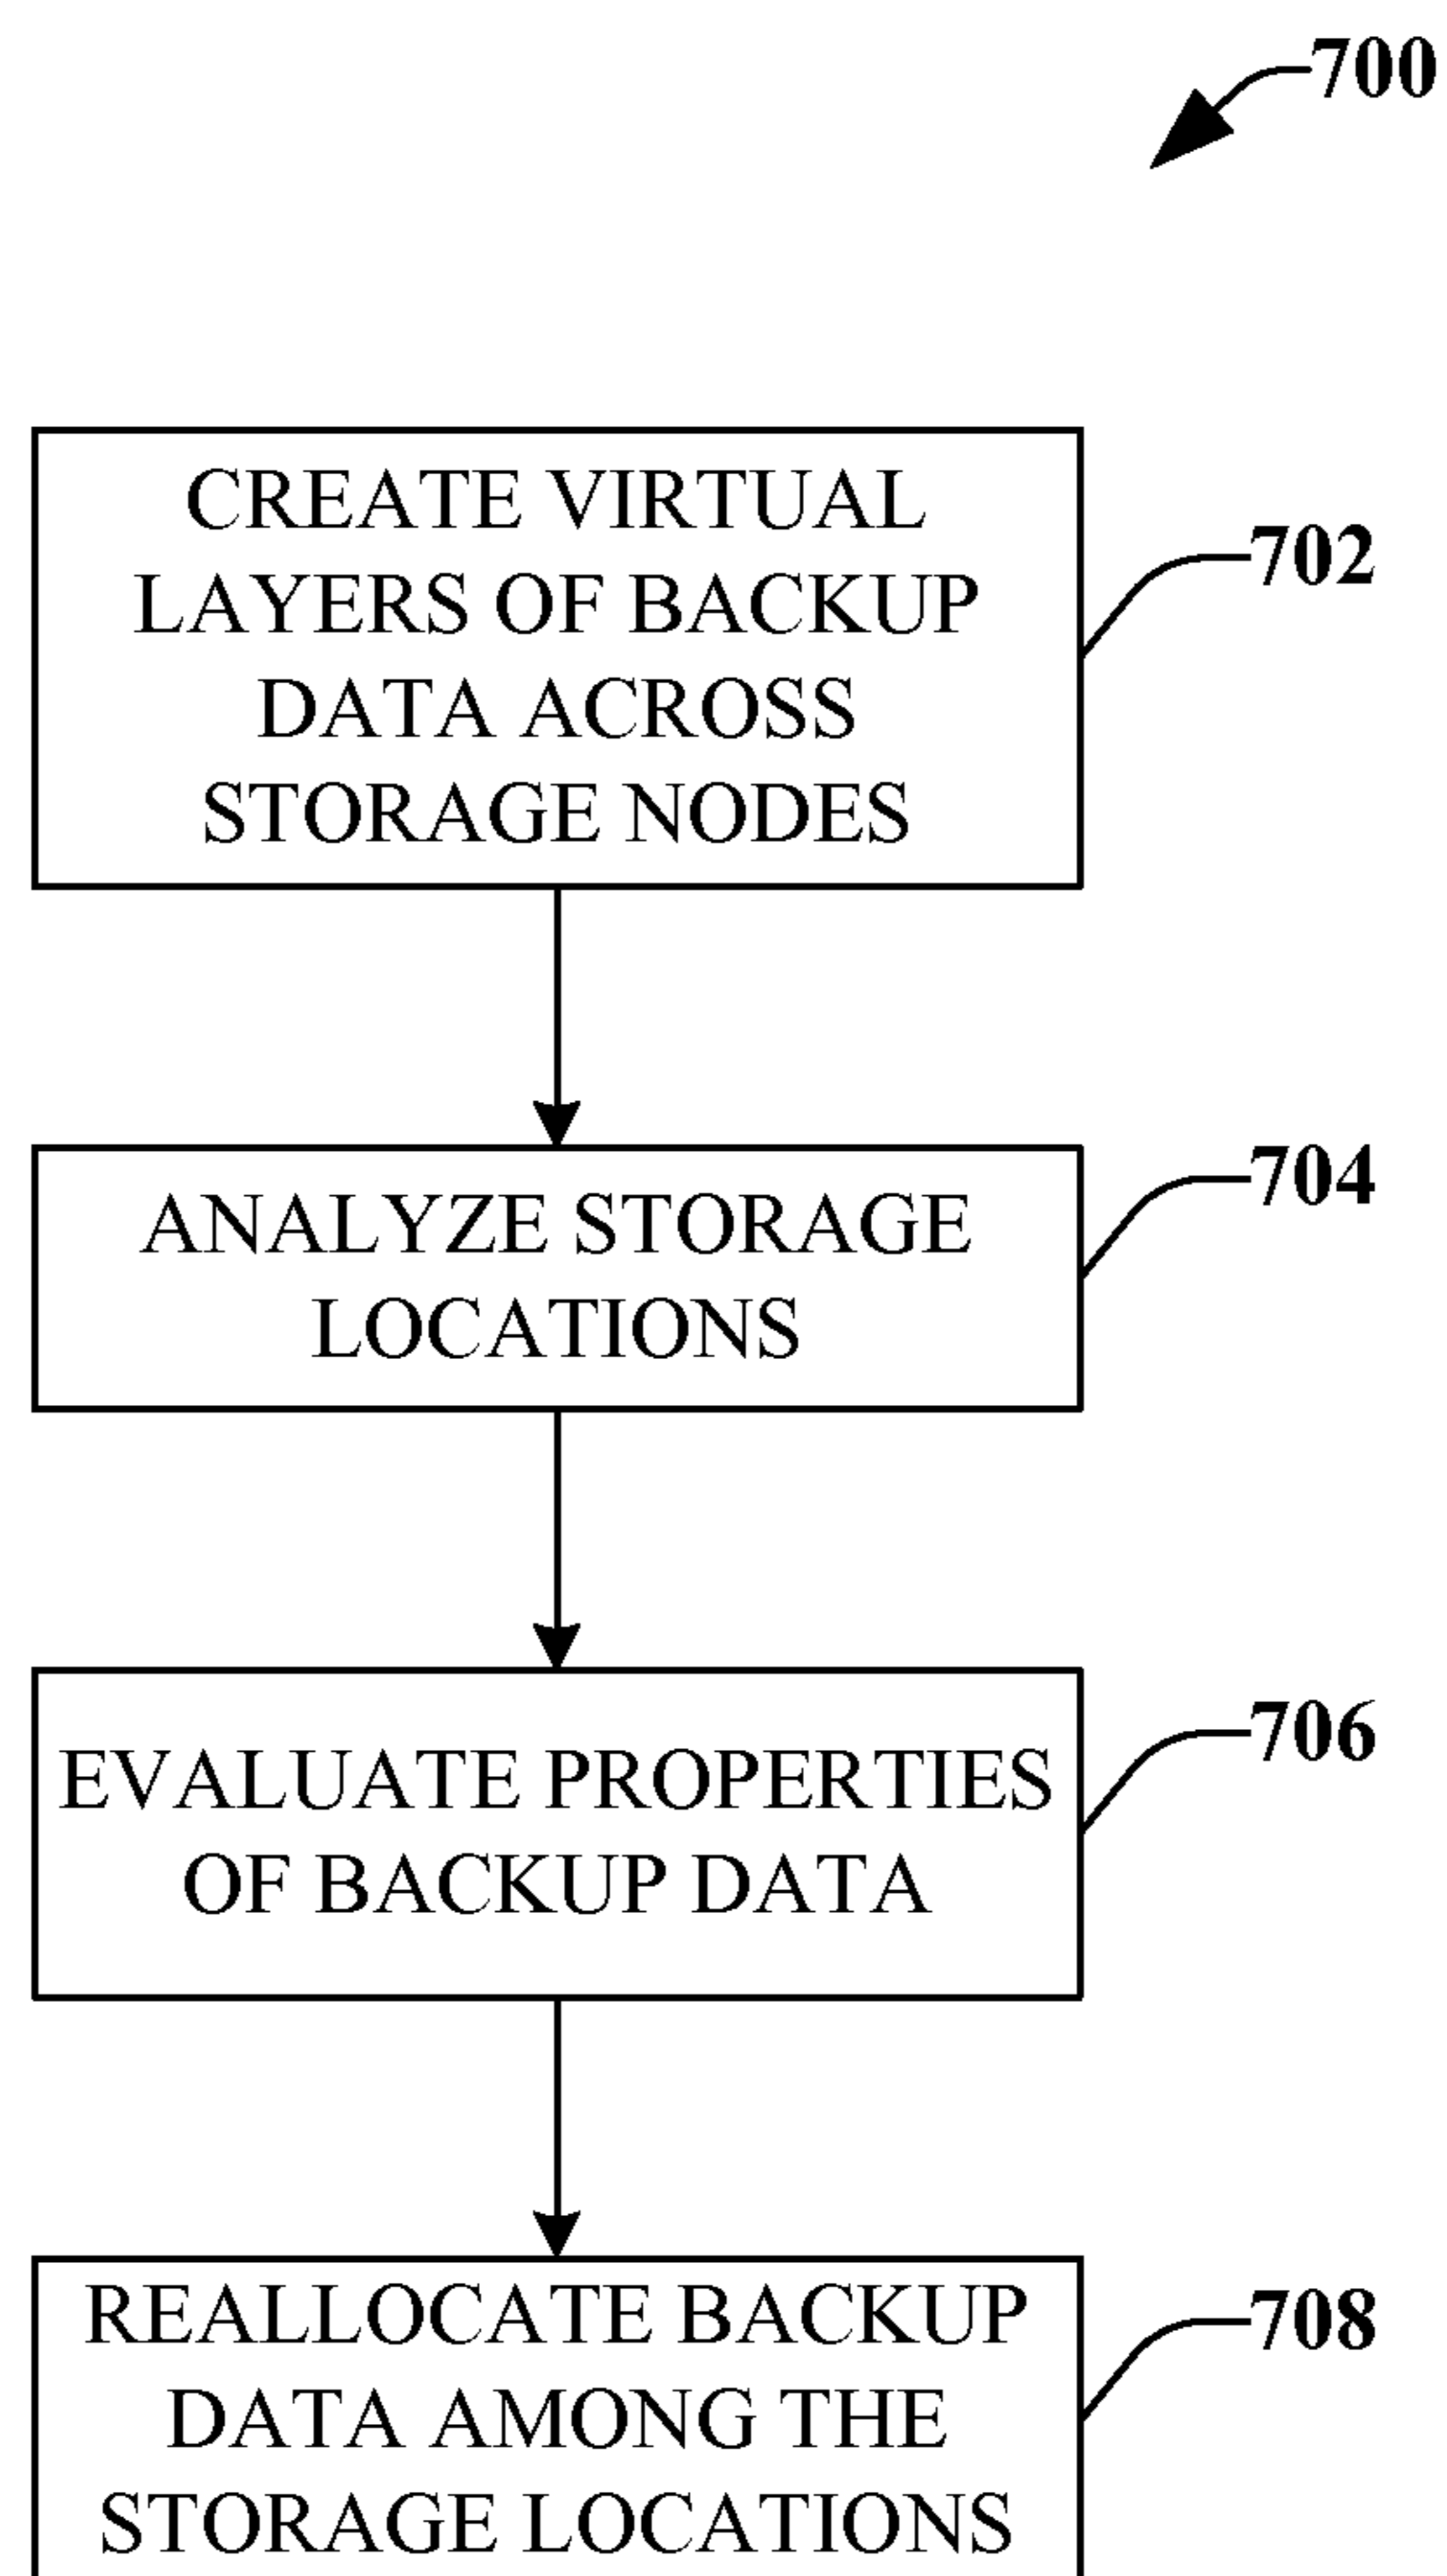 700
CREATE VIRTUAL
LAYERS OF BACKUP
DATA ACROSS
STORAGE NODES
702
ANALYZE STORAGE
LOCATIONS
704
EVALUATE PROPERTIES
OF BACKUP DATA
706
REALLOCATE BACKUP
DATA AMONG THE
STORAGE LOCATIONS
708